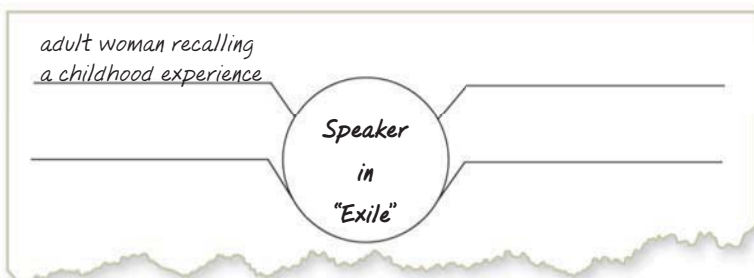 adult woman recalling
a childhood experience
Speaker
in
"Exile"